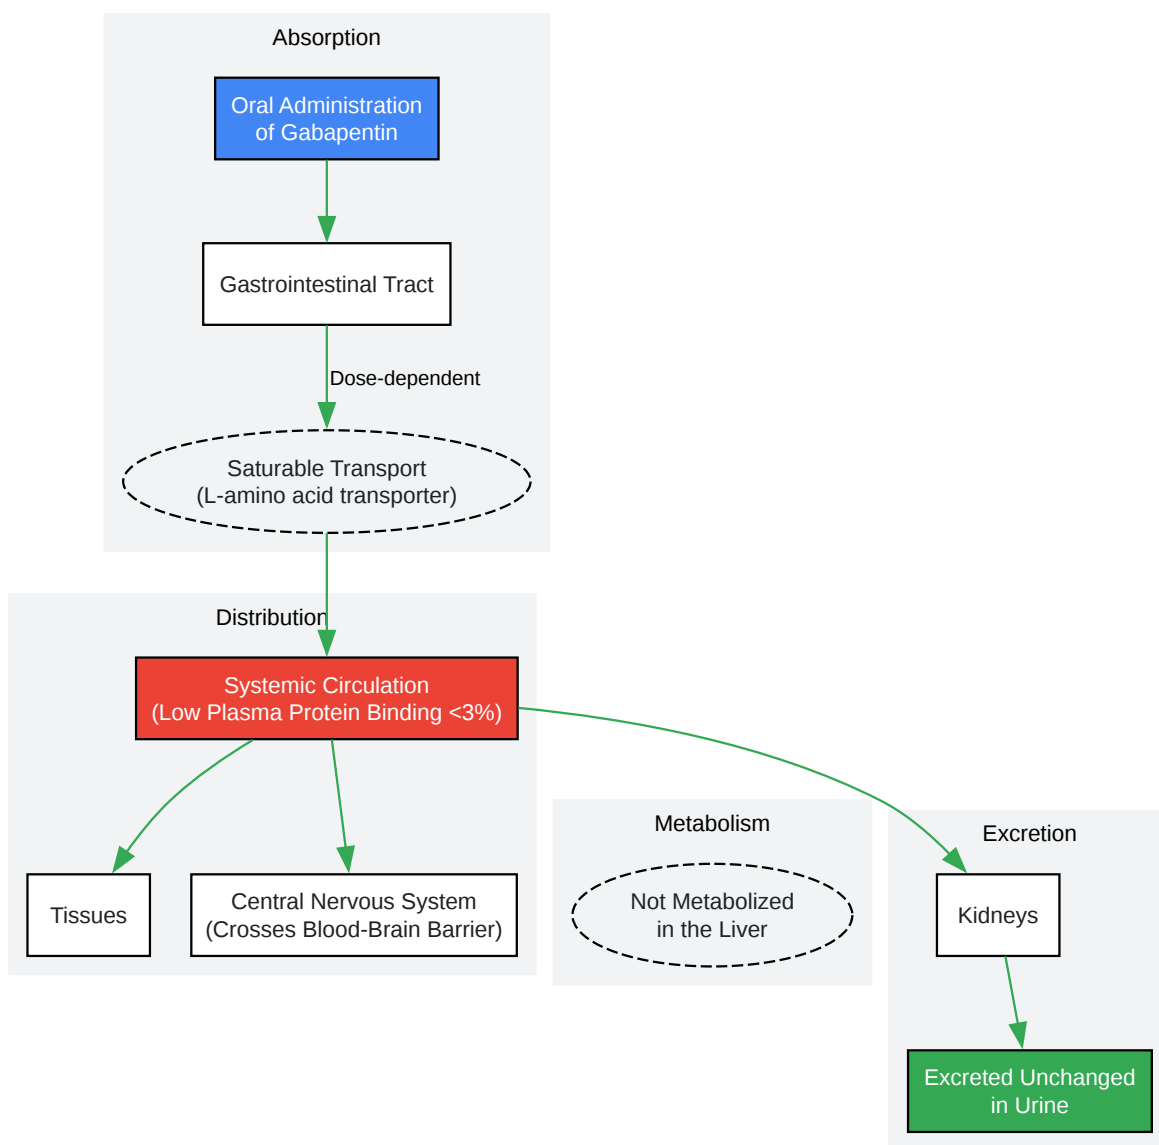 Absorption
Oral Administration
of Gabapentin
Gastrointestinal Tract
Dose-dependent
Saturable Transport
(L-amino acid transporter)
Distribution
Systemic Circulation
(Low Plasma Protein Binding <3%)
Tissues
Central Nervous System
(Crosses Blood-Brain Barrier)
Metabolism
Not Metabolized
in the Liver
Excretion
Kidneys
Excreted Unchanged
in Urine